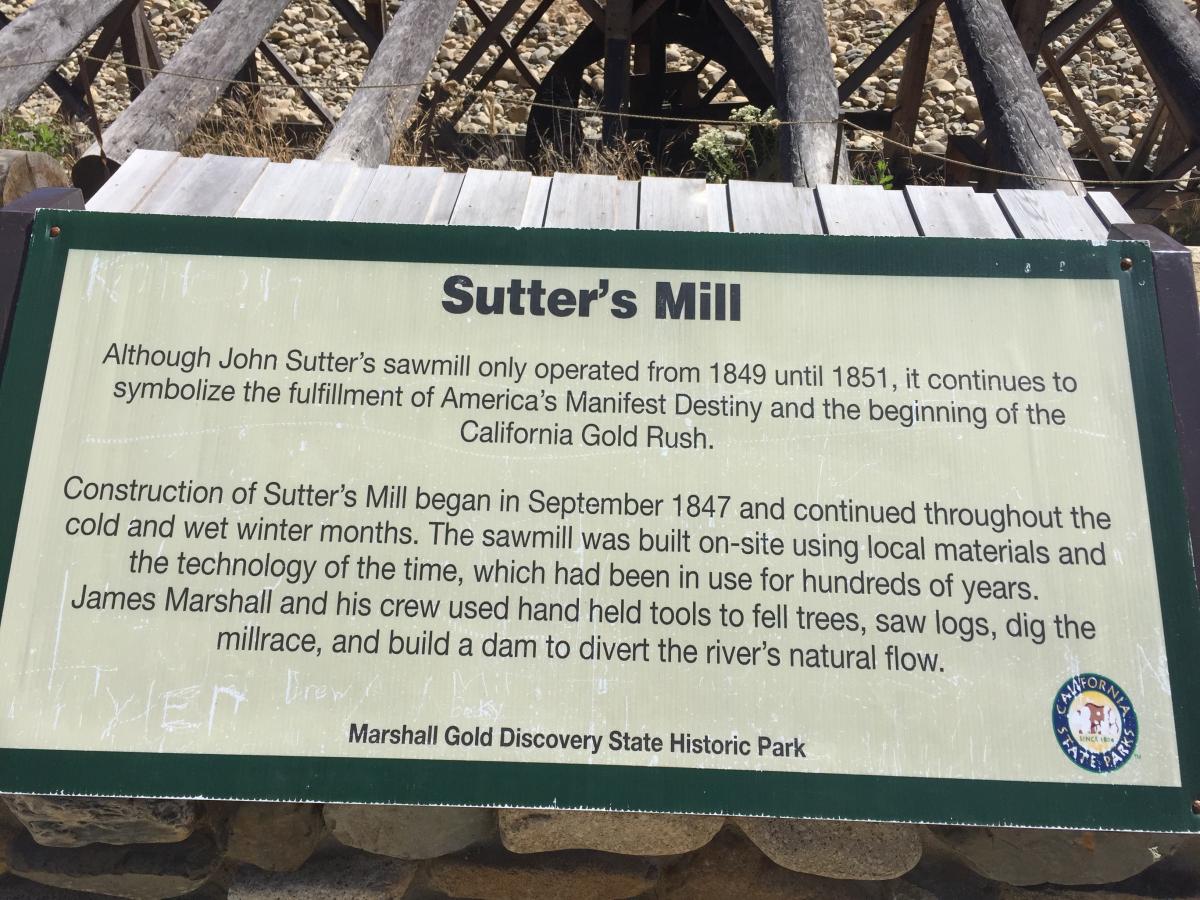 Sutter's Mill
Although John Sutter's sawmill only operated from 1849 until 1851, it continues to
symbolize the fulfillment of America's Manifest Destiny and the beginning of the
California Gold Rush.
Construction of Sutter's Mill began in September 1847 and continued throughout the
cold and wet winter months. The sawmill was built on-site using local materials and
the technology of the time, which had been in use for hundreds of years.
James Marshall and his crew used hand held tools to fell trees, saw logs, dig the
millrace, and build a dam to divert the river's natural flow.
TYLER Drew
Marshall Gold Discovery State Historic Park
CALIFORNIA
STATE PARKS